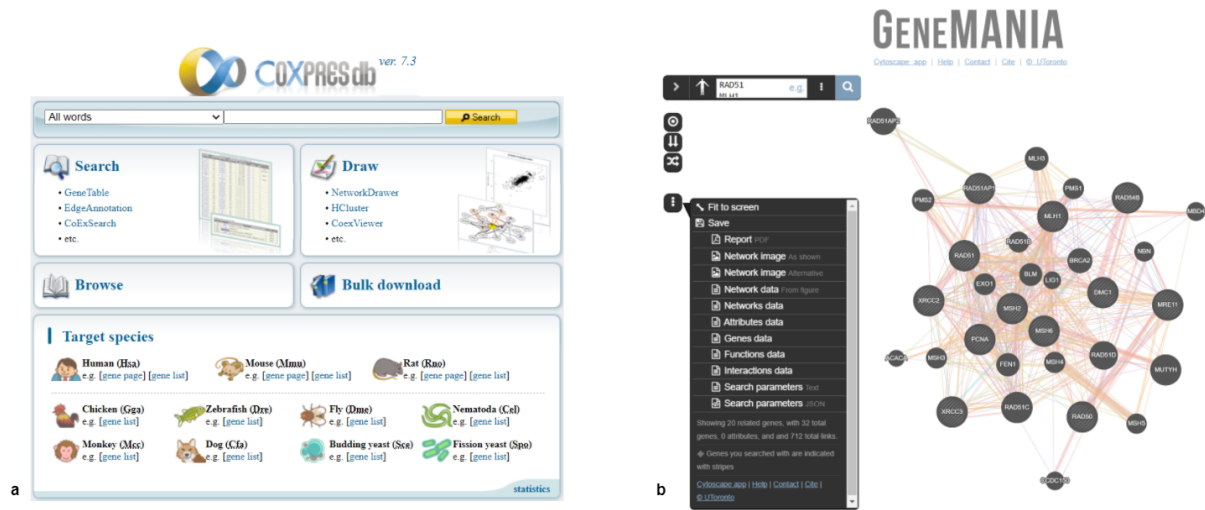 COXPRESdb ver. 7.3
All words
Search
Search
• GeneTable
• EdgeAnnotation
• CoExSearch
• etc.
Draw
• NetworkDrawer
• HCluster
• CoexViewer
• etc.
Browse
Bulk download
Target species
Human (Hsa)
e.g. [gene page] [gene list]
Mouse (Mmu)
e.g. [gene page] [gene list]
Rat (Rno)
e.g. [gene page] [gene list]
Chicken (Gga)
e.g. [gene list]
Zebrafish (Dre)
e.g. [gene list]
Fly (Dme)
e.g. [gene list]
Nematoda (Cel)
e.g. [gene list]
Monkey (Mcc)
e.g. [gene list]
Dog (Cfa)
e.g. [gene list]
Budding yeast (Sce)
e.g. [gene list]
Fission yeast (Spo)
e.g. [gene list]
statistics
a
GENEMANIA
Cytoscape app | Help | Contact | Cite | © UToronto
RAD51
MLH1
e.g.
Fit to screen
Save
Report PDF
Network image As shown
Network image Alternative
Network data From figure
Networks data
Attributes data
Genes data
Functions data
Interactions data
Search parameters Text
Search parameters JSON
Showing 20 related genes, with 32 total
genes, 0 attributes, and and 712 total links.
Genes you searched with are indicated
with stripes
Cytoscape app | Help | Contact | Cite |
© UToronto
RAD51AP2
MLH3
RAD51AP1
PMS1
RAD54B
PMS2
MLH1
MBD4
RAD51B
NBN
RAD51
BRCA2
BLM
LIG1
EXO1
DMC1
XRCC2
MSH2
MRE11
MSH6
PCNA
RAD51D
ACACA
MSH3
FEN1
MSH4
MUTYH
XRCC3
RAD51C
RAD50
MSH5
b